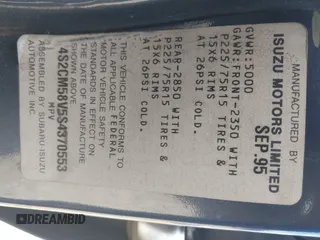 MANUFACTURED BY
ISUZU MOTORS LIMITED
SEP.95
GVWR:5000
GAWR:FRONT-2350 WITH
P225/75R15 TIRES &
15X6 RIMS
AT 26PSI COLD.
REAR-2850 WITH
P225/75R15 TIRES &
15X6 RIMS
AT 26PSI COLD.
THIS VEHICLE CONFORMS TO
ALL APPLICABLE FEDERAL
MOTOR VEHICLE SAFETY
STANDARDS IN EFFECT ON
THE DATE OF MANUFACTURE
4S2CM58V5S4370553
MPV
ASSEMBLED BY SUBARU ISUZU
AUTOMOTIVE INC.
DREAMBID